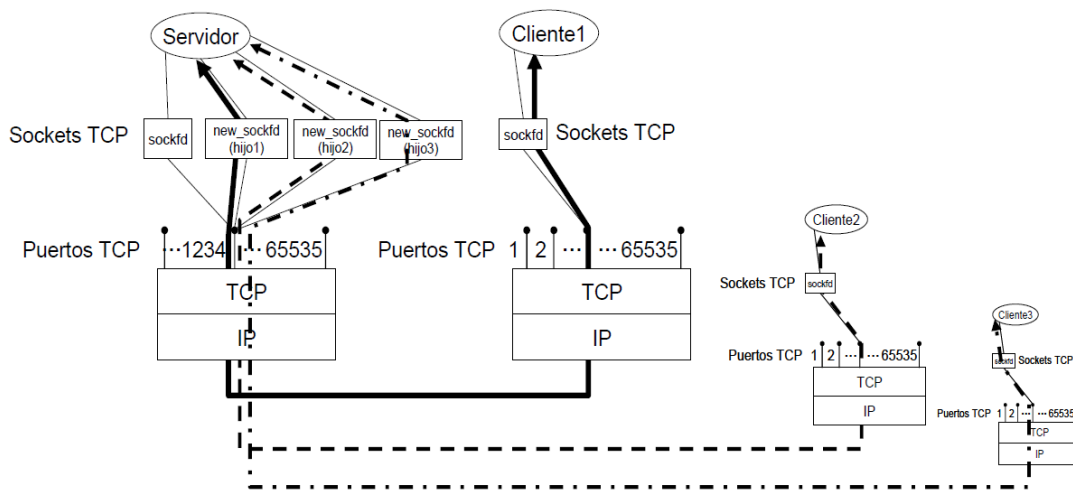 Servidor
Cliente1
Sockets TCP
sockfd
new_sockfd
(hijo1)
new_sockfd
(hijo2)
new_sockfd
(hijo3)
sockfd
Sockets TCP
Puertos TCP
...1234 ... 65535
Puertos TCP
1 2 ... ... 65535
TCP
IP
TCP
IP
Cliente2
Sockets TCP
sockfd
Puertos TCP
1 2 ... ... 65535
TCP
IP
Cliente3
sockfd
Sockets TCP
Puertos TCP
1 2 ... ... 65535
TCP
IP